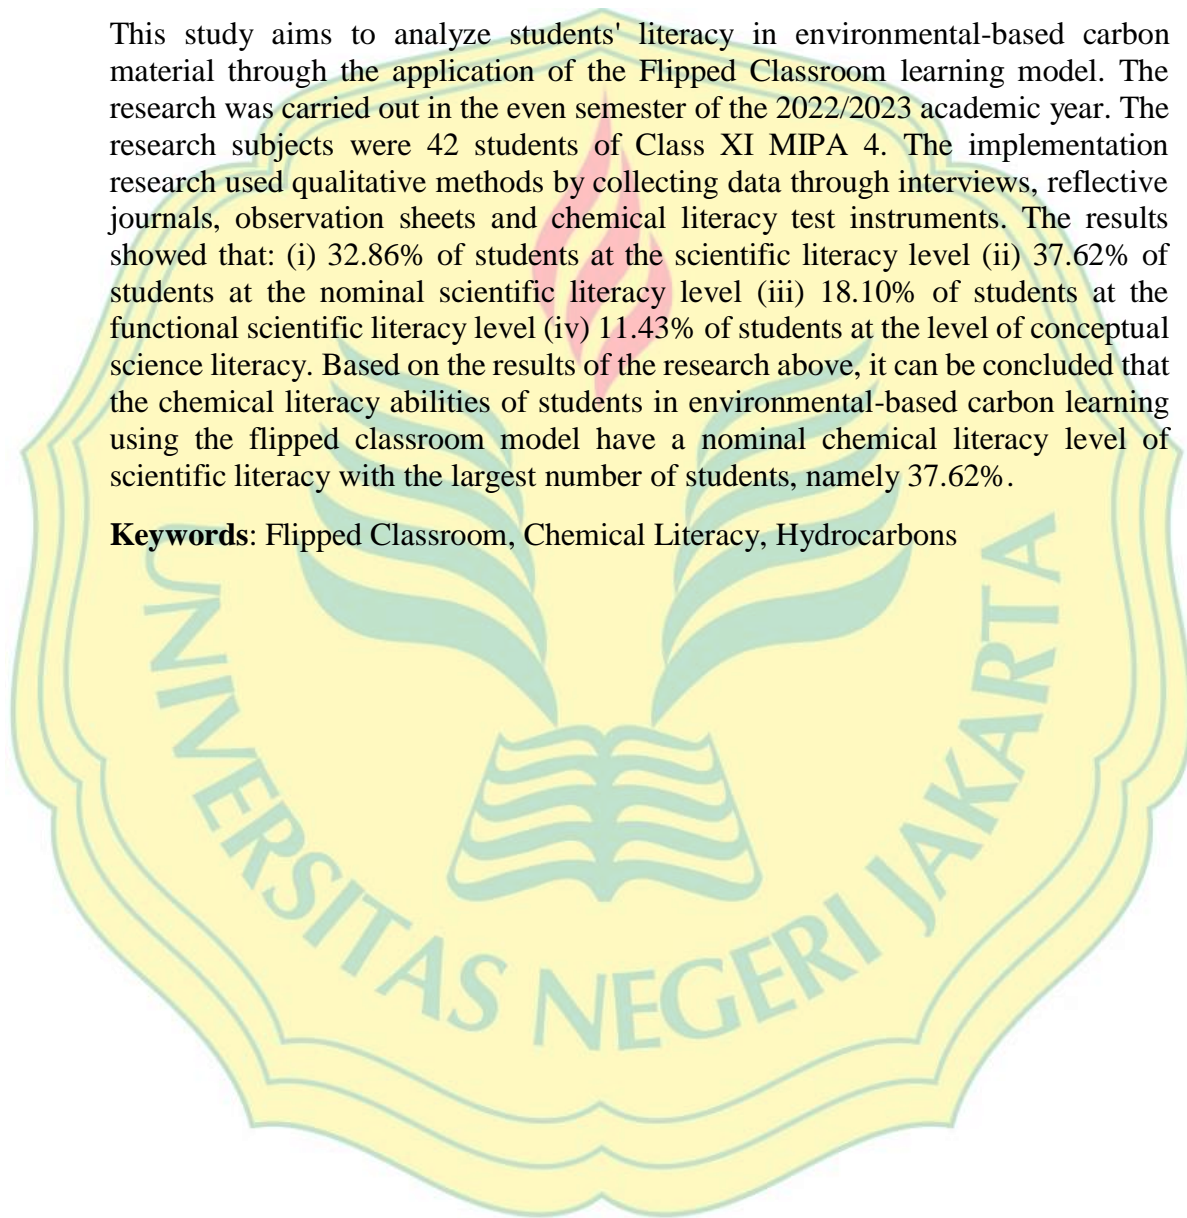 This study aims to analyze students' literacy in environmental-based carbon
material through the application of the Flipped Classroom learning model. The
research was carried out in the even semester of the 2022/2023 academic year. The
research subjects were 42 students of Class XI MIPA 4. The implementation
research used qualitative methods by collecting data through interviews, reflective
journals, observation sheets and chemical literacy test instruments. The results
showed that: (i) 32.86% of students at the scientific literacy level (ii) 37.62% of
students at the nominal scientific literacy level (iii) 18.10% of students at the
functional scientific literacy level (iv) 11.43% of students at the level of conceptual
science literacy. Based on the results of the research above, it can be concluded that
the chemical literacy abilities of students in environmental-based carbon learning
using the flipped classroom model have a nominal chemical literacy level of
scientific literacy with the largest number of students, namely 37.62%.
Keywords: Flipped Classroom, Chemical Literacy, Hydrocarbons
UNIVERSITAS NEGERI JAKARTA